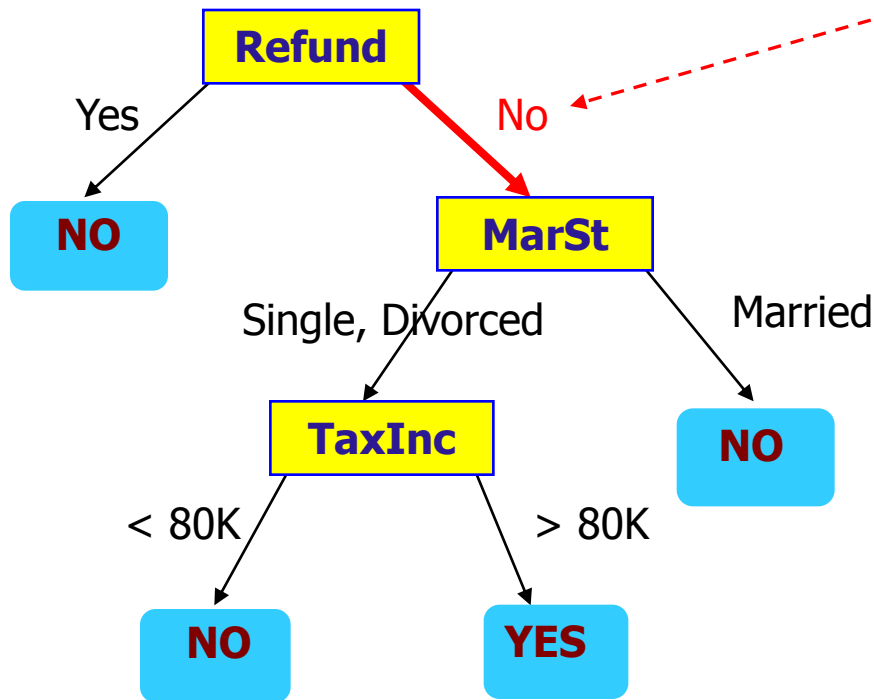 Refund
Yes
No
NO
MarSt
Single, Divorced
Married
TaxInc
NO
< 80K
> 80K
NO
YES